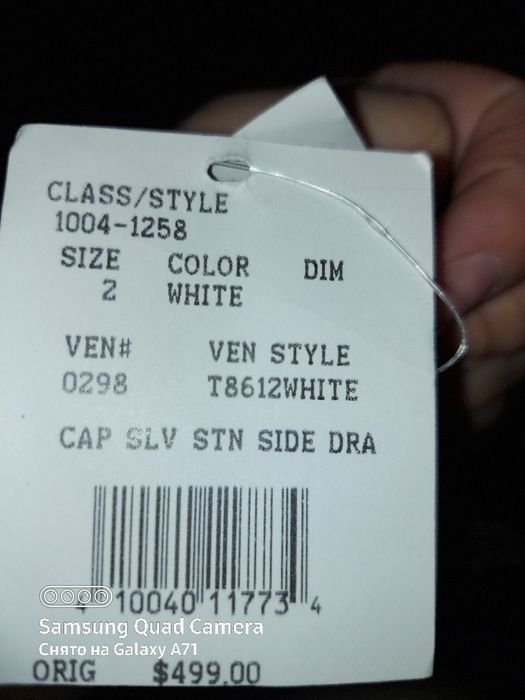 CLASS/STYLE
1004-1258
SIZE COLOR DIM
2 WHITE
VEN# VEN STYLE
0298 T8612WHITE
CAP SLV STN SIDE DRA
4 10040 11773 4
Samsung Quad Camera
Снято на Galaxy A71
ORIG $499.00